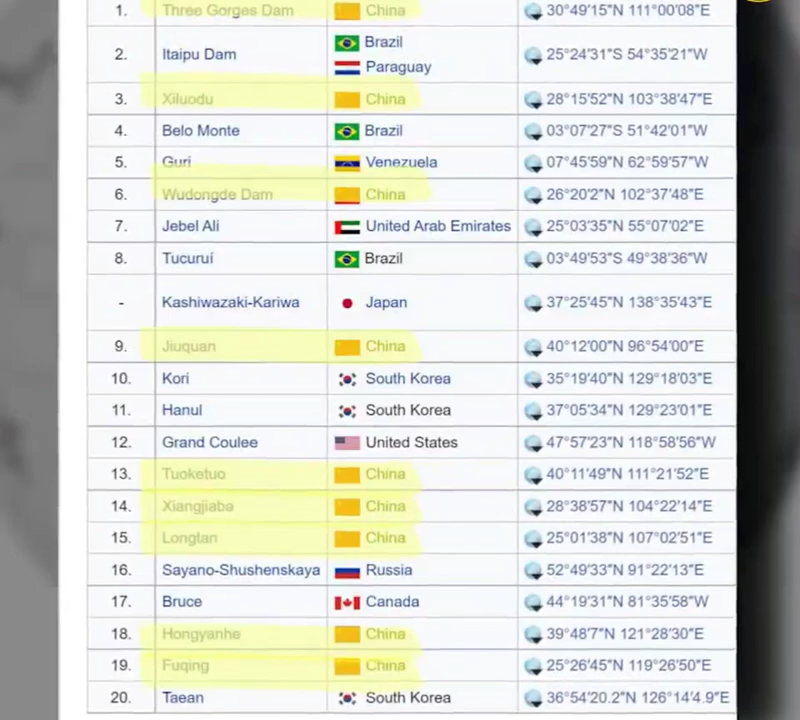 1. Three Gorges Dam China 30°49′15″N 111°00′08″E
2. Itaipu Dam Brazil Paraguay 25°24′31″S 54°35′21″W
3. Xiluodu China 28°15′52″N 103°38′47″E
4. Belo Monte Brazil 03°07′27″S 51°42′01″W
5. Guri Venezuela 07°45′59″N 62°59′57″W
6. Wudongde Dam China 26°20′2″N 102°37′48″E
7. Jebel Ali United Arab Emirates 25°03′35″N 55°07′02″E
8. Tucuruí Brazil 03°49′53″S 49°38′36″W
- Kashiwazaki-Kariwa Japan 37°25′45″N 138°35′43″E
9. Jiuquan China 40°12′00″N 96°54′00″E
10. Kori South Korea 35°19′40″N 129°18′03″E
11. Hanul South Korea 37°05′34″N 129°23′01″E
12. Grand Coulee United States 47°57′23″N 118°58′56″W
13. Tuoketuo China 40°11′49″N 111°21′52″E
14. Xiangjiaba China 28°38′57″N 104°22′14″E
15. Longtan China 25°01′38″N 107°02′51″E
16. Sayano-Shushenskaya Russia 52°49′33″N 91°22′13″E
17. Bruce Canada 44°19′31″N 81°35′58″W
18. Hongyanhe China 39°48′7″N 121°28′30″E
19. Fuqing China 25°26′45″N 119°26′50″E
20. Taean South Korea 36°54′20.2″N 126°14′4.9″E